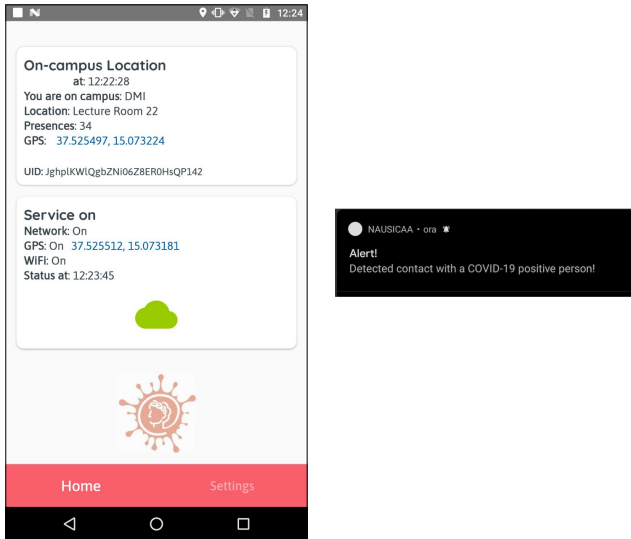 12:24
On-campus Location
at: 12:22:28
You are on campus: DMI
Location: Lecture Room 22
Presences: 34
GPS: 37.525497, 15.073224
UID: JghplKWlQgbZNi06Z8ER0HsQP142
Service on
Network: On
GPS: On 37.525512, 15.073181
WiFi: On
Status at: 12:23:45
Home Settings
NAUSICAA • ora
Alert!
Detected contact with a COVID-19 positive person!